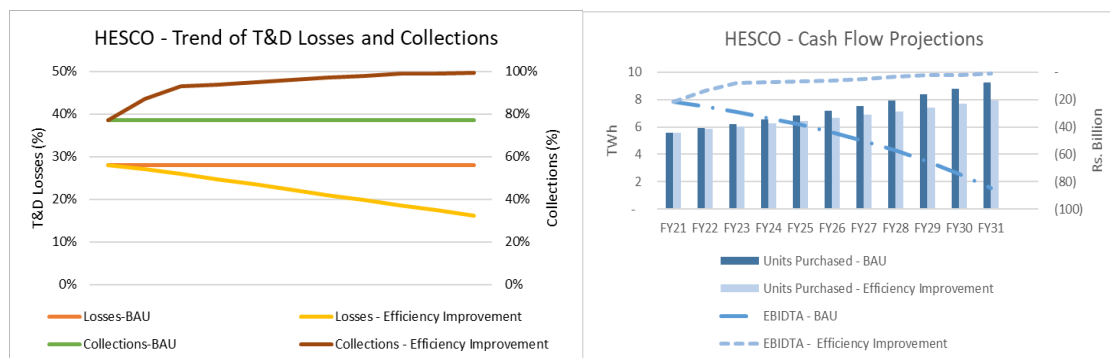 HESCO - Trend of T&D Losses and Collections
T&D Losses (%)
50%
40%
30%
20%
10%
0%
100%
80%
60%
40%
20%
0%
Collections (%)
Losses-BAU
Losses - Efficiency Improvement
Collections-BAU
Collections - Efficiency Improvement
HESCO - Cash Flow Projections
TWh
10
8
6
4
2
-
-
(20)
(40)
(60)
(80)
(100)
Rs. Billion
FY21 FY22 FY23 FY24 FY25 FY26 FY27 FY28 FY29 FY30 FY31
Units Purchased - BAU
Units Purchased - Efficiency Improvement
EBIDTA - BAU
EBIDTA - Efficiency Improvement